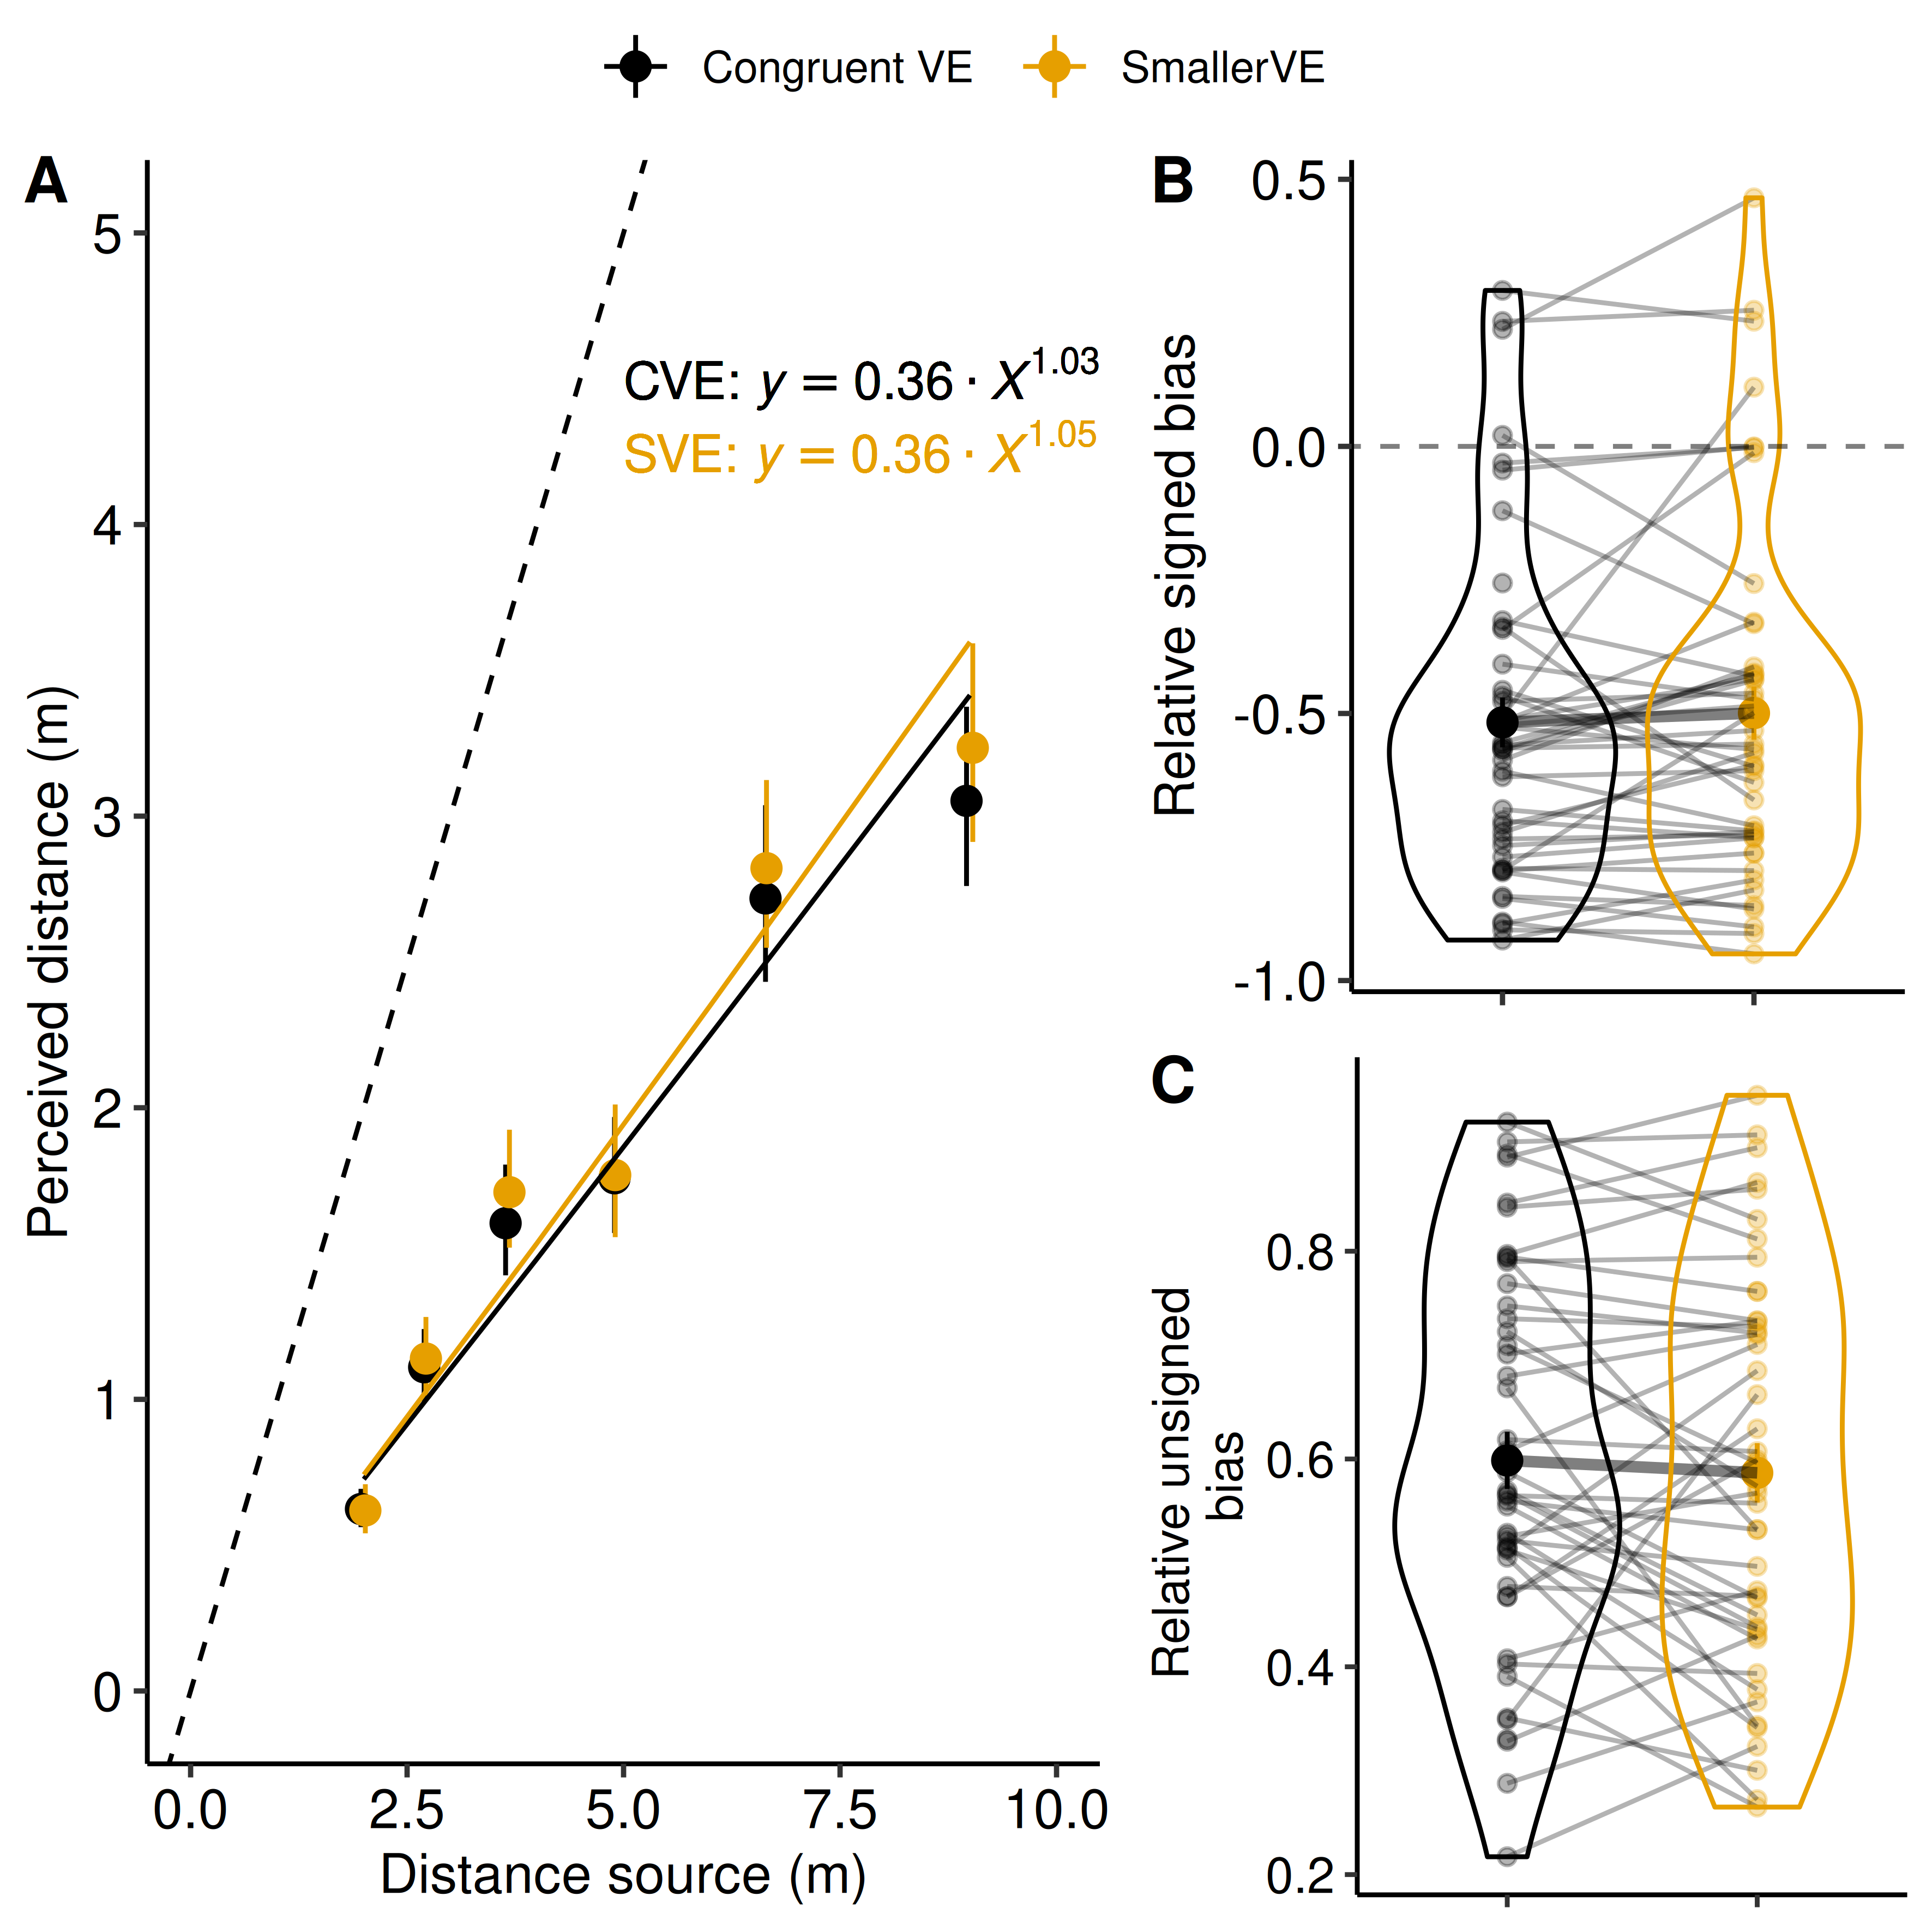 Congruent VE
SmallerVE
A
5
4
3
2
1
0
Perceived distance (m)
CVE: y = 0.36 · X^1.03
SVE: y = 0.36 · X^1.05
0.0 2.5 5.0 7.5 10.0
Distance source (m)
B
0.5
0.0
-0.5
-1.0
Relative signed bias
C
0.8
0.6
0.4
0.2
Relative unsigned
bias